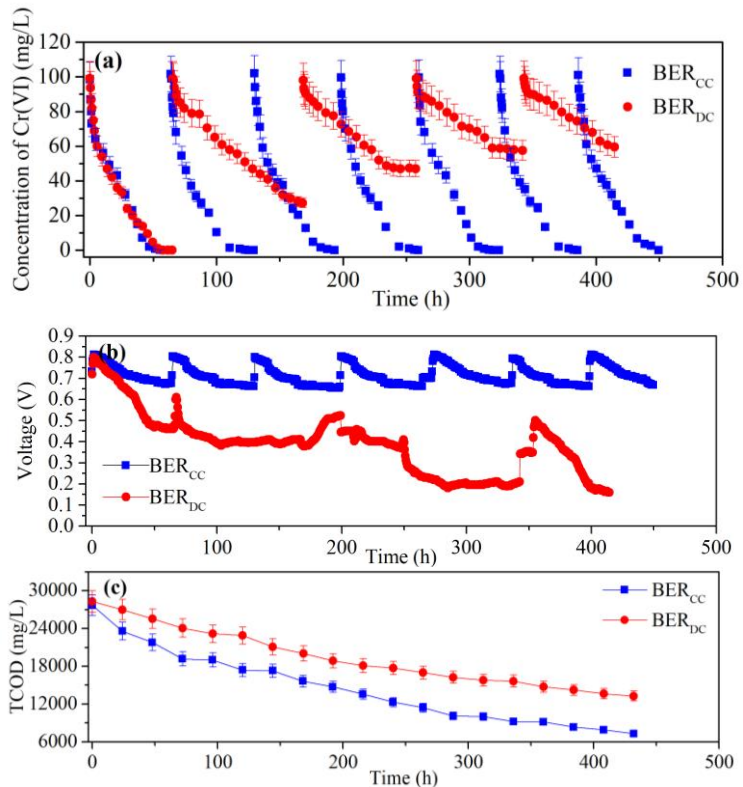 (a)
Concentration of Cr(VI) (mg/L)
120
100
80
60
40
20
0
BER_CC
BER_DC
0 100 200 300 400 500
Time (h)
(b)
Voltage (V)
0.9
0.8
0.7
0.6
0.5
0.4
0.3
0.2
0.1
0.0
BER_CC
BER_DC
0 100 200 300 400 500
Time (h)
(c)
TCOD (mg/L)
30000
24000
18000
12000
6000
BER_CC
BER_DC
0 100 200 300 400 500
Time (h)